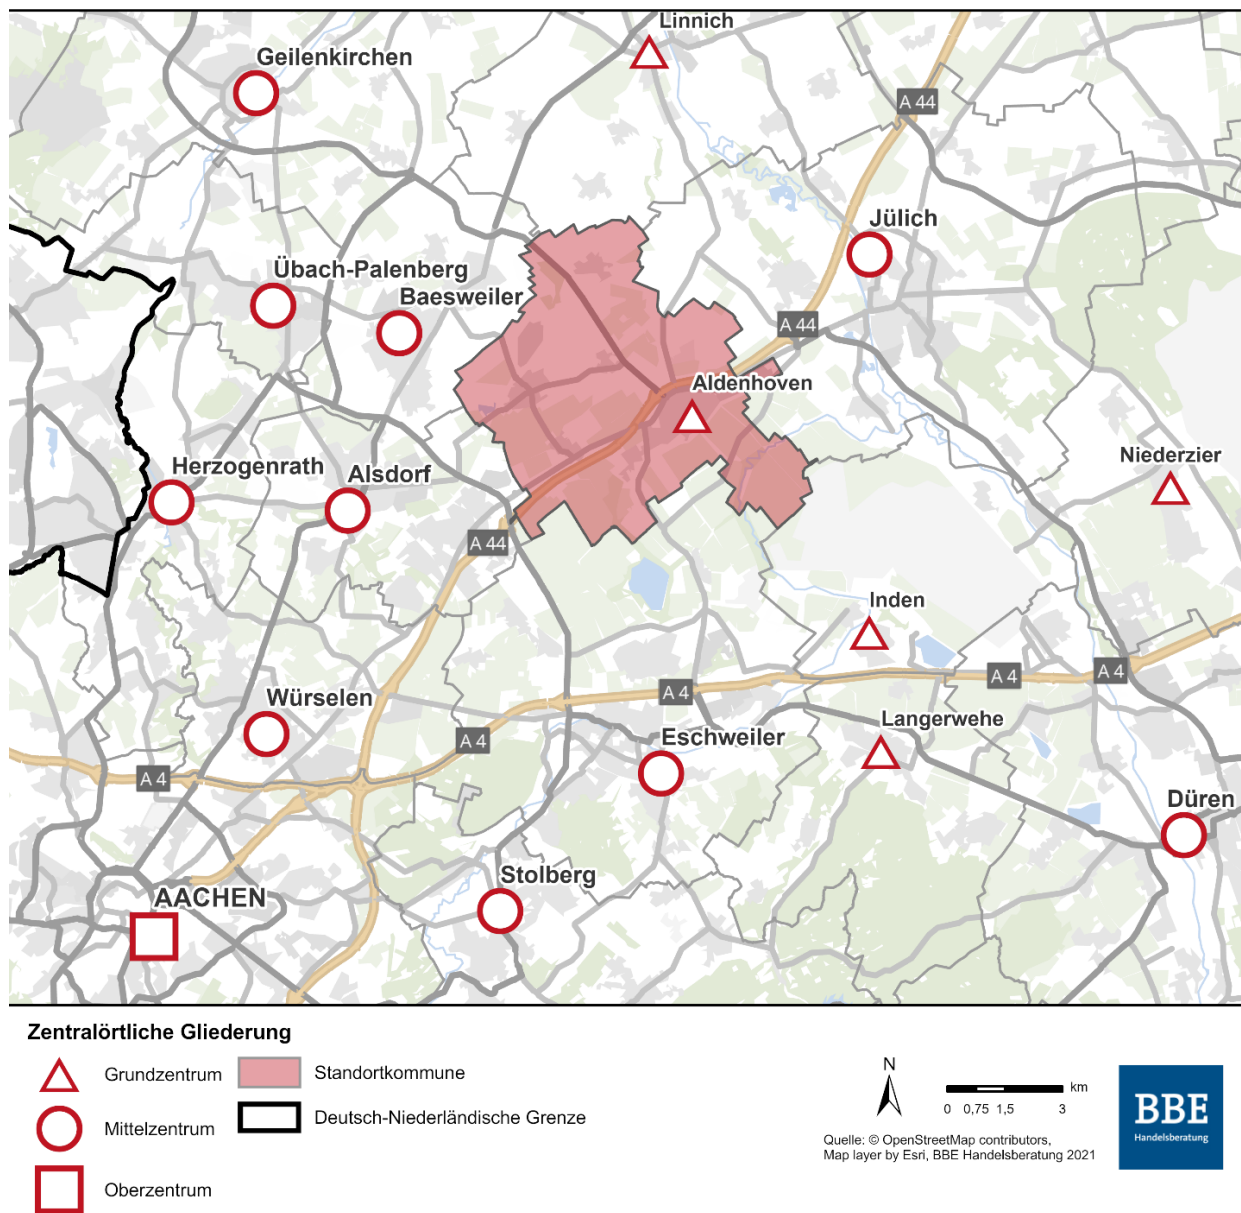 Linnich
Geilenkirchen
A 44
Jülich
Übach-Palenberg
Baesweiler
A 44
Aldenhoven
Niederzier
Herzogenrath
Alsdorf
A 44
Inden
A 4
A 4
A 4
Würselen
Langerwehe
A 4
Eschweiler
A 4
Düren
Stolberg
AACHEN
Zentralörtliche Gliederung
Grundzentrum
Standortkommune
Mittelzentrum
Deutsch-Niederländische Grenze
Oberzentrum
N
km
0 0,75 1,5 3
Quelle: © OpenStreetMap contributors,
Map layer by Esri, BBE Handelsberatung 2021
BBE
Handelsberatung